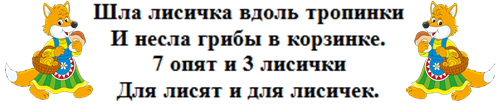 Шла лисичка вдоль тропинки
И несла грибы в корзинке.
7 опят и 3 лисички
Для лисят и для лисичек.